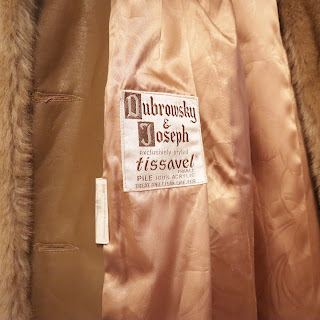 Dubrowsky
&
Joseph
exclusively styled
tissavel
FRANCE
PILE 100% ACRYLIC